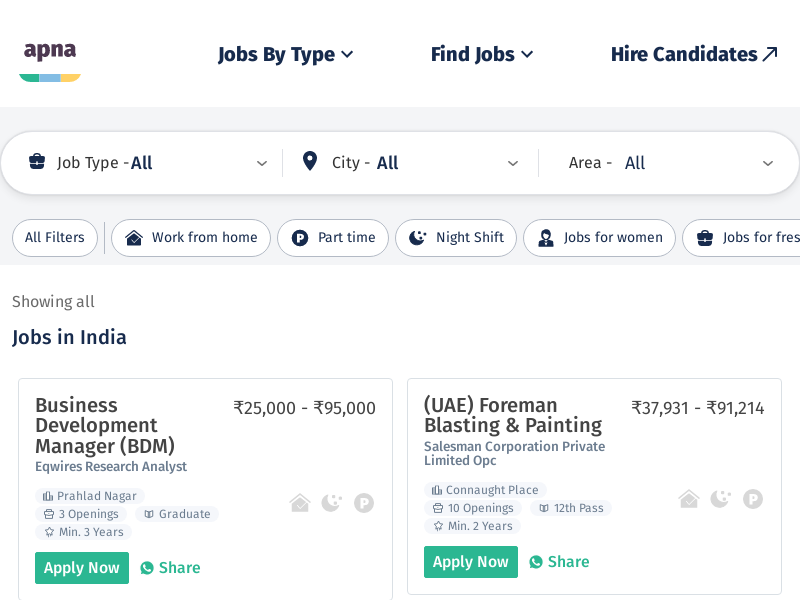 apna
Jobs By Type
Find Jobs
Hire Candidates
Job Type - All
City - All
Area - All
All Filters
Work from home
Part time
Night Shift
Jobs for women
Jobs for fres
Showing all
Jobs in India
Business
Development
Manager (BDM)
₹25,000 - ₹95,000
Eqwires Research Analyst
Prahlad Nagar
3 Openings
Graduate
Min. 3 Years
Apply Now
Share
(UAE) Foreman
Blasting & Painting
₹37,931 - ₹91,214
Salesman Corporation Private
Limited Opc
Connaught Place
10 Openings
12th Pass
Min. 2 Years
Apply Now
Share